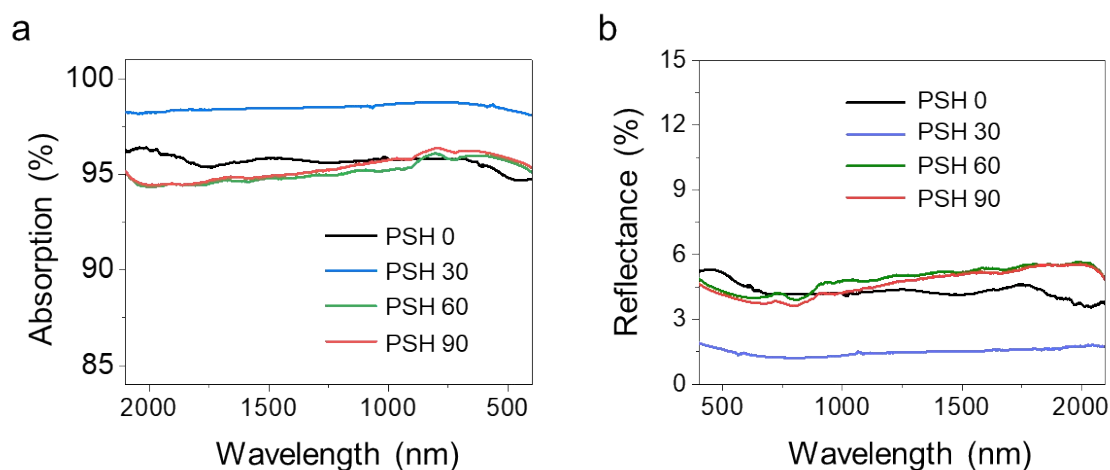 a
Absorption (%)
100
95
90
85
PSH 0
PSH 30
PSH 60
PSH 90
2000 1500 1000 500
Wavelength (nm)
b
Reflectance (%)
15
12
9
6
3
0
PSH 0
PSH 30
PSH 60
PSH 90
500 1000 1500 2000
Wavelength (nm)